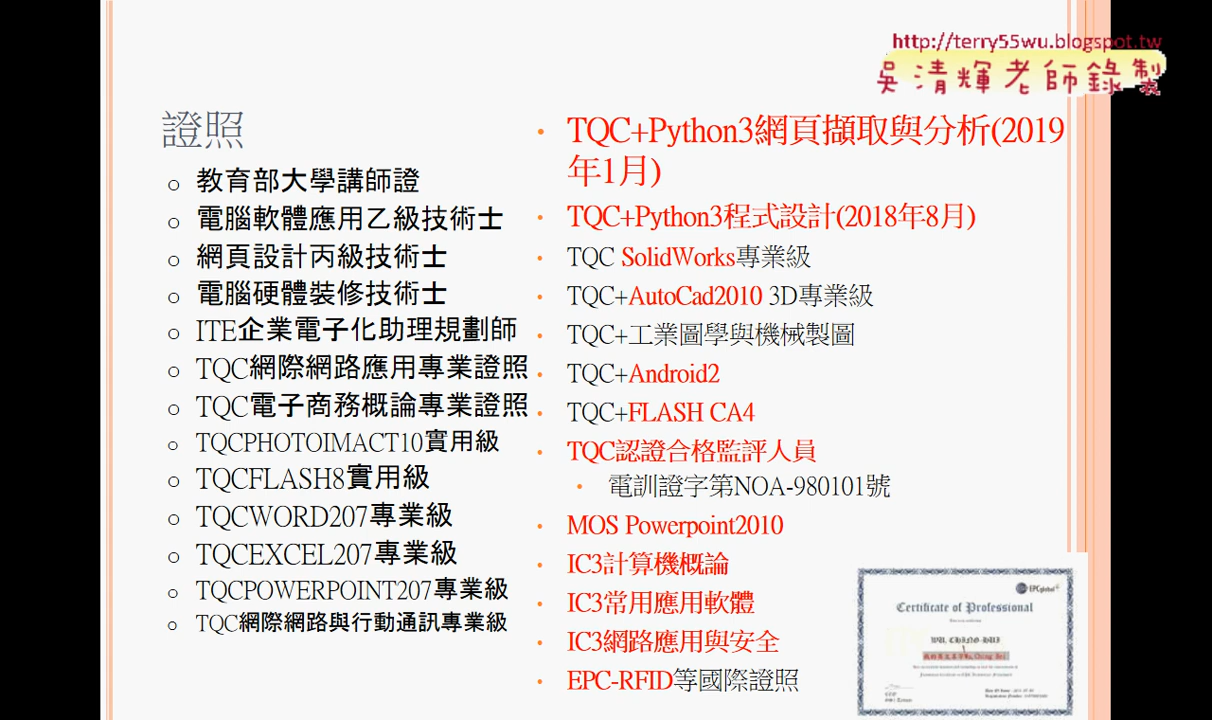 http://terry55wu.blogspot.tw
吳清輝老師錄製
證照
教育部大學講師證
電腦軟體應用乙級技術士
網頁設計丙級技術士
電腦硬體裝修技術士
ITE企業電子化助理規劃師
TQC網際網路應用專業證照
TQC電子商務概論專業證照
TQCPHOTOIMACT10實用級
TQCFLASH8實用級
TQCWORD207專業級
TQCEXCEL207專業級
TQCPOWERPOINT207專業級
TQC網際網路與行動通訊專業級
TQC+Python3網頁擷取與分析(2019
年1月)
TQC+Python3程式設計(2018年8月)
TQC SolidWorks專業級
TQC+AutoCad2010 3D專業級
TQC+工業圖學與機械製圖
TQC+Android2
TQC+FLASH CA4
TQC認證合格監評人員
電訓證字第NOA-980101號
MOS Powerpoint2010
IC3計算機概論
IC3常用應用軟體
IC3網路應用與安全
EPC-RFID等國際證照
EPCglobal
Certificate of Professional
WU, CHING-HUI